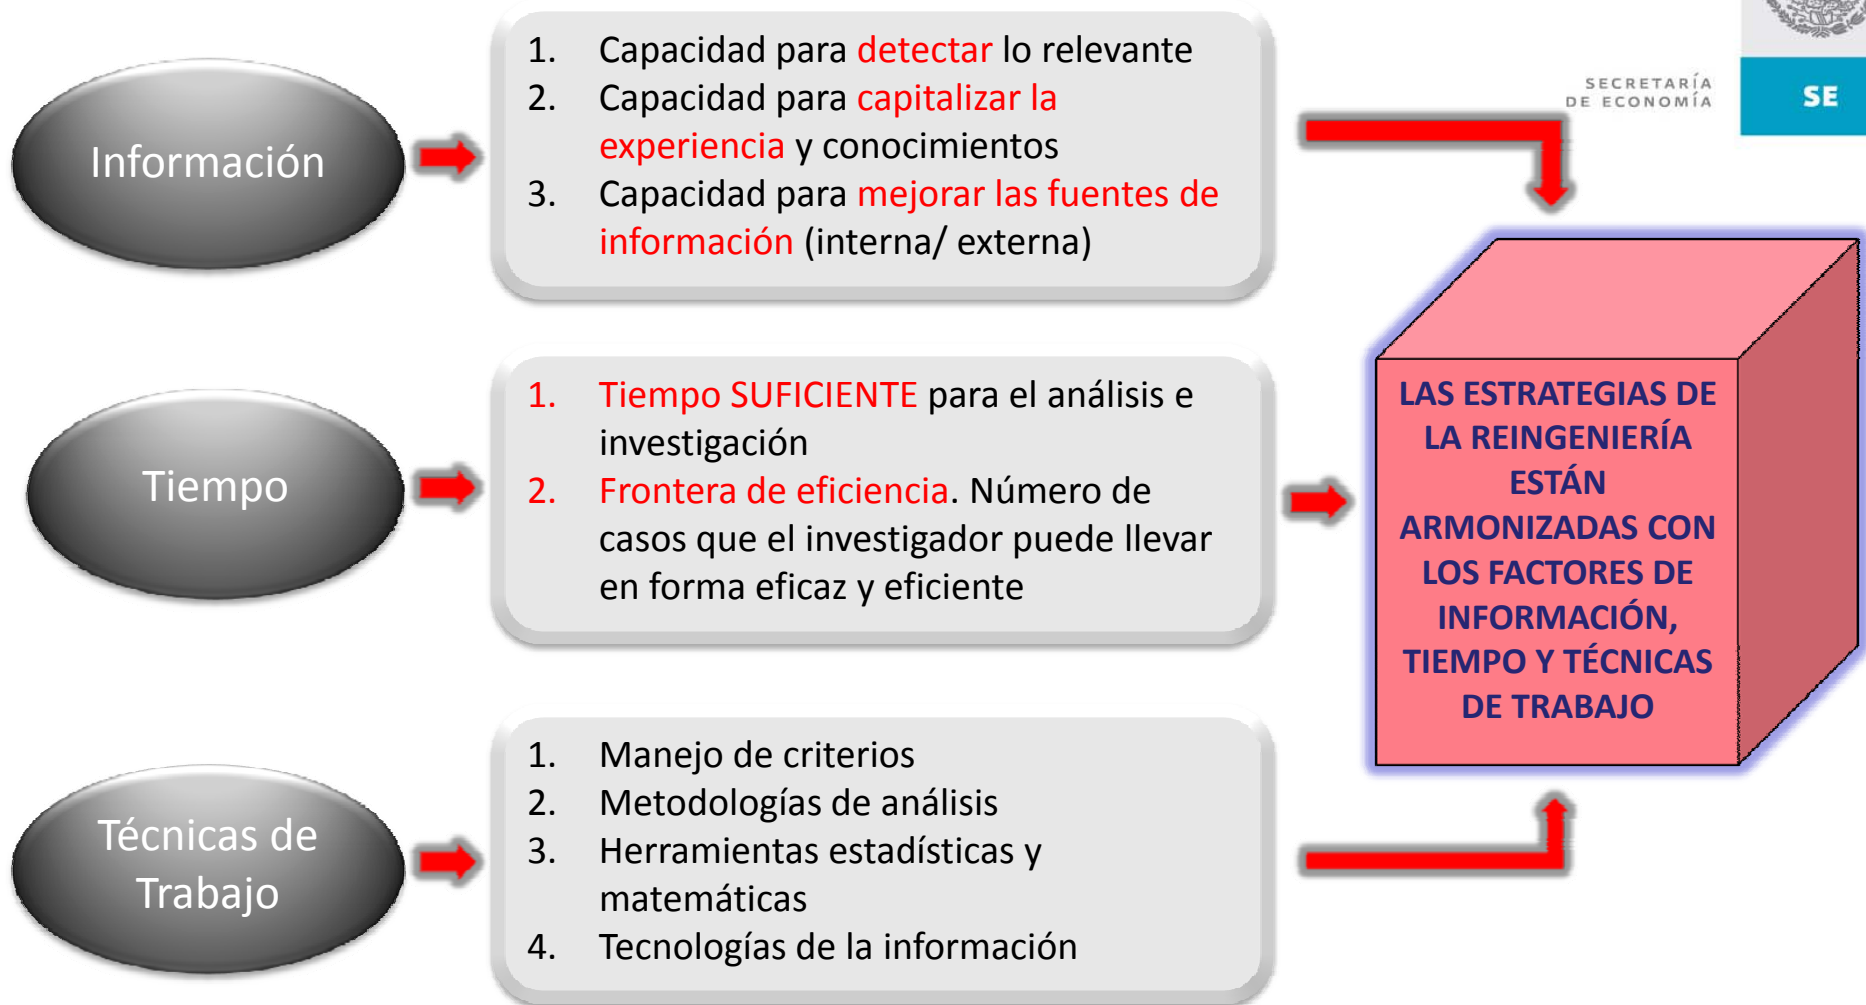 SECRETARÍA
DE ECONOMÍA
SE
Información
1. Capacidad para detectar lo relevante
2. Capacidad para capitalizar la
experiencia y conocimientos
3. Capacidad para mejorar las fuentes de
información (interna/ externa)
Tiempo
1. Tiempo SUFICIENTE para el análisis e
investigación
2. Frontera de eficiencia. Número de
casos que el investigador puede llevar
en forma eficaz y eficiente
Técnicas de
Trabajo
1. Manejo de criterios
2. Metodologías de análisis
3. Herramientas estadísticas y
matemáticas
4. Tecnologías de la información
LAS ESTRATEGIAS DE
LA REINGENIERÍA
ESTÁN
ARMONIZADAS CON
LOS FACTORES DE
INFORMACIÓN,
TIEMPO Y TÉCNICAS
DE TRABAJO